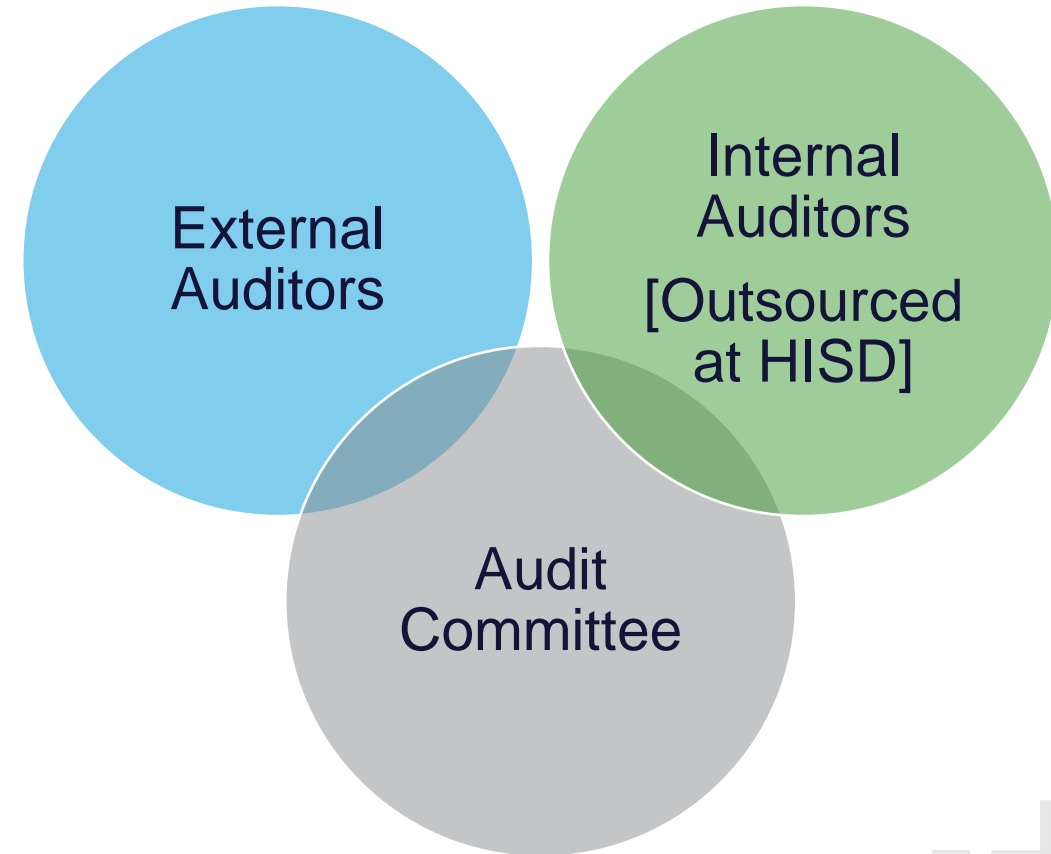 External
Auditors
Internal
Auditors
[Outsourced
at HISD]
Audit
Committee